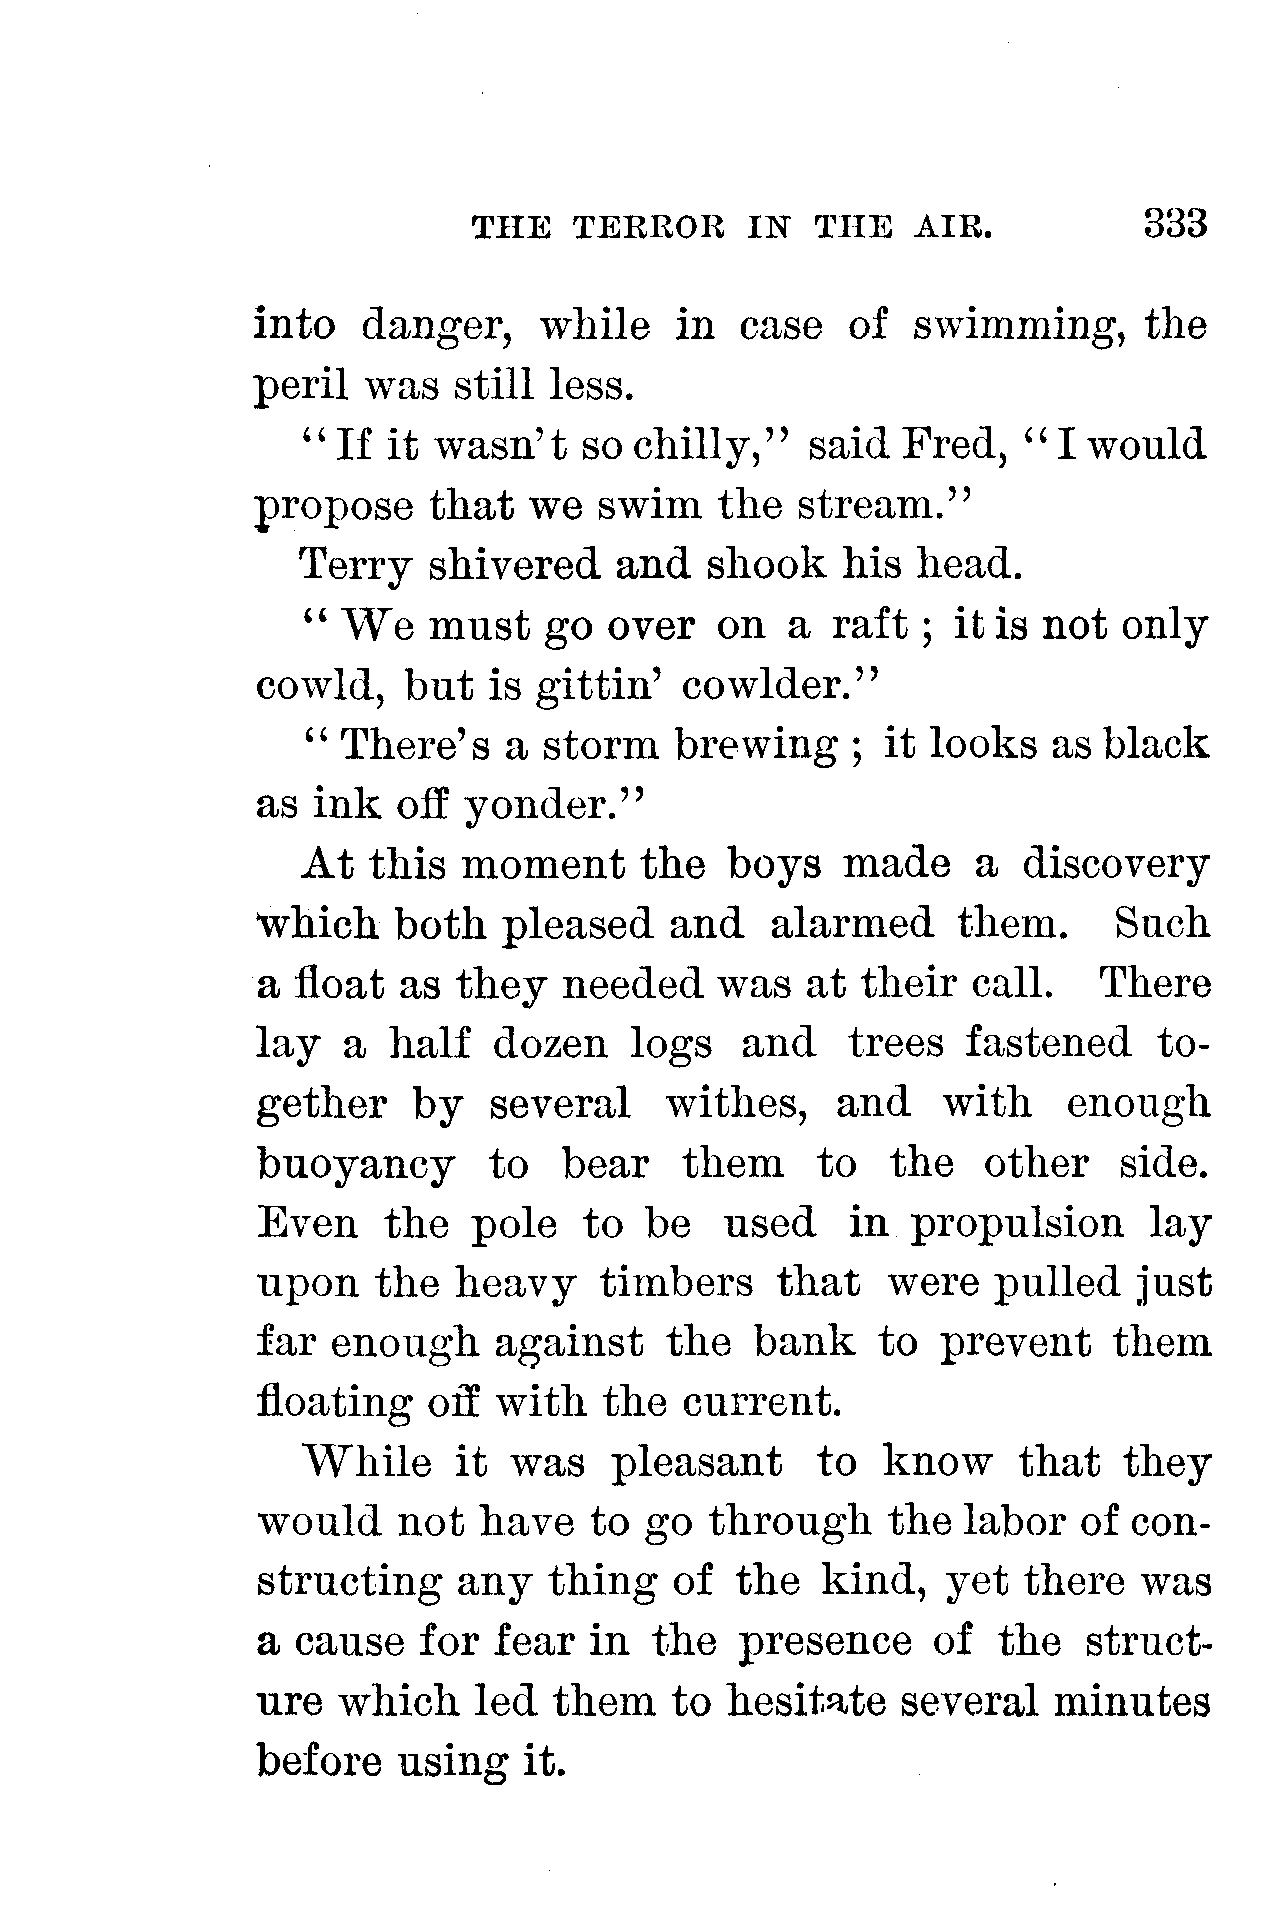 THE TERROR IN THE AIR. 333
into danger, while in case of swimming, the
peril was still less.
"If it wasn't so chilly," said Fred, "I would
propose that we swim the stream."
Terry shivered and shook his head.
"We must go over on a raft; it is not only
cowld, but is gittin' cowlder."
"There's a storm brewing; it looks as black
as ink off yonder."
At this moment the boys made a discovery
which both pleased and alarmed them. Such
a float as they needed was at their call. There
lay a half dozen logs and trees fastened to-
gether by several withes, and with enough
buoyancy to bear them to the other side.
Even the pole to be used in propulsion lay
upon the heavy timbers that were pulled just
far enough against the bank to prevent them
floating off with the current.
While it was pleasant to know that they
would not have to go through the labor of con-
structing any thing of the kind, yet there was
a cause for fear in the presence of the struct-
ure which led them to hesitate several minutes
before using it.